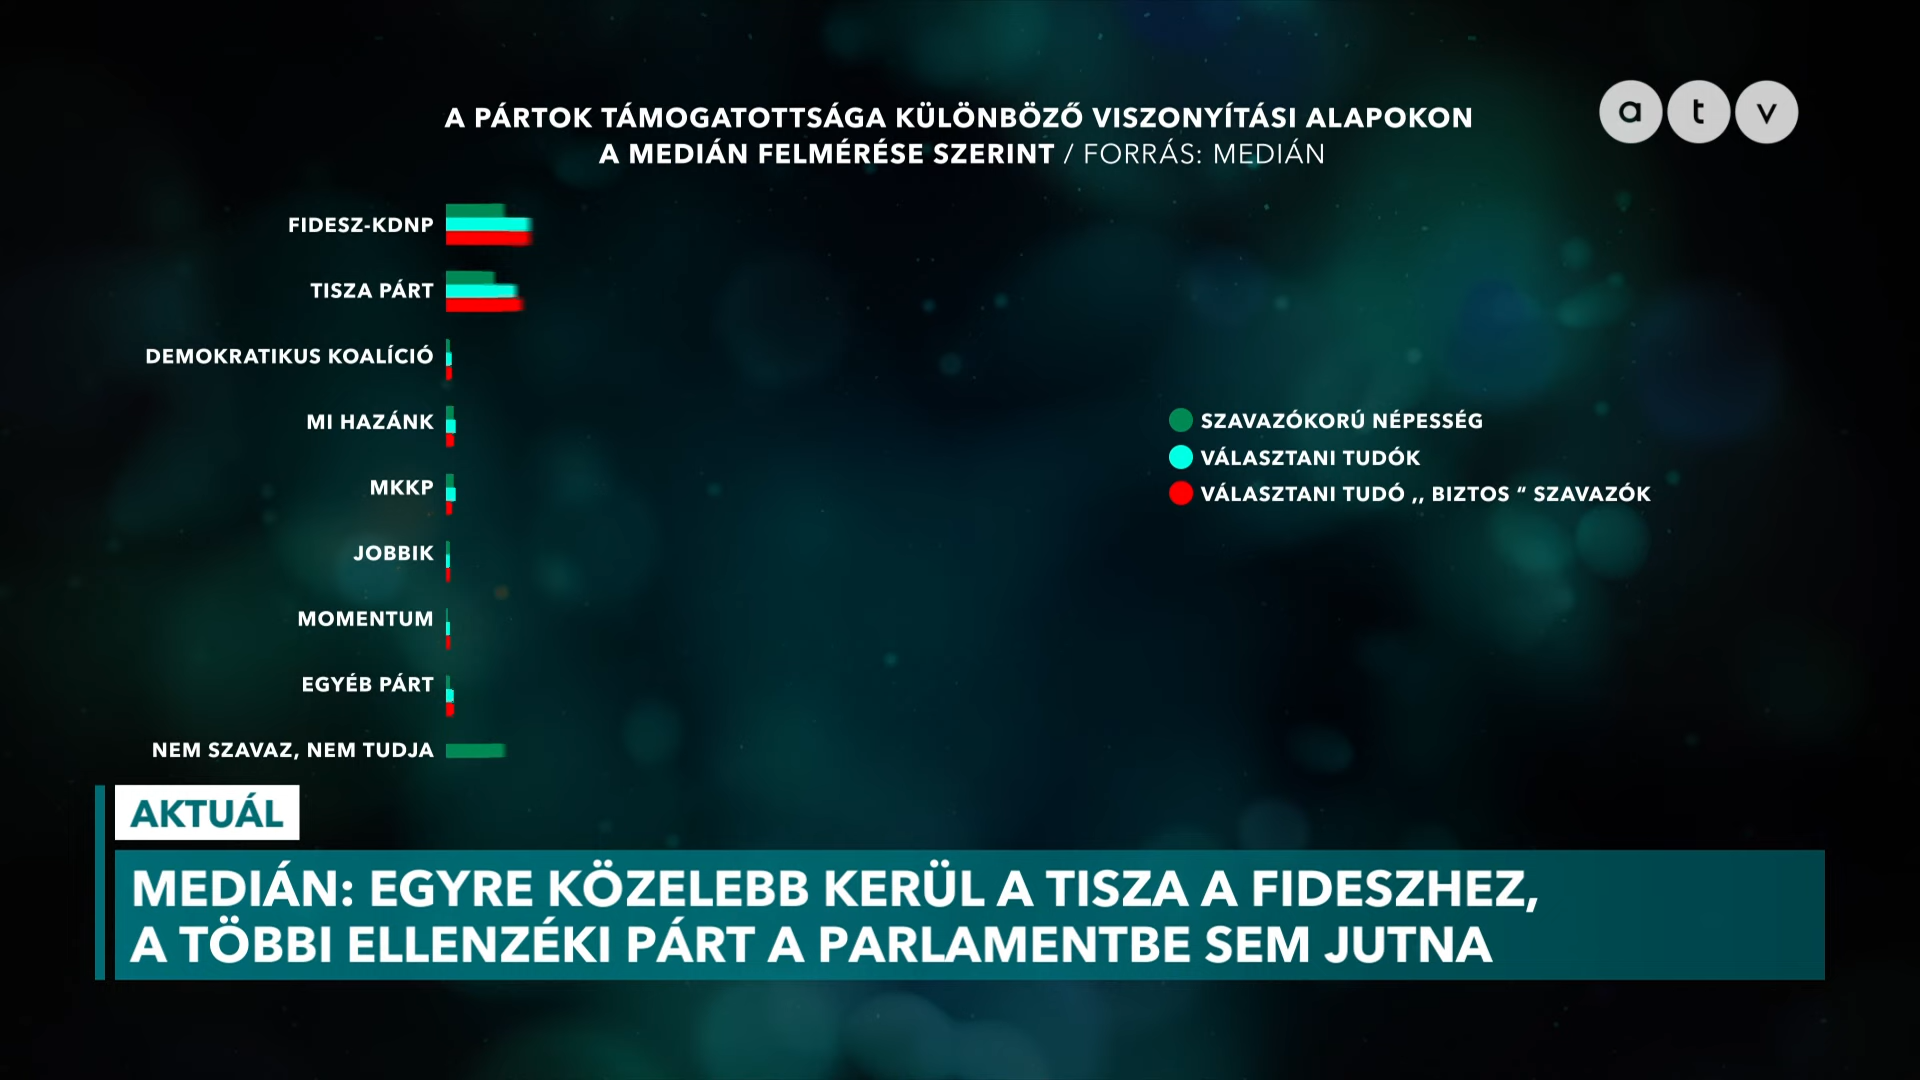 A PÁRTOK TÁMOGATOTTSÁGA KÜLÖNBÖZŐ VISZONYÍTÁSI ALAPOKON
A MEDIÁN FELMÉRÉSE SZERINT / FORRÁS: MEDIÁN
a t v
FIDESZ-KDNP
TISZA PÁRT
DEMOKRATIKUS KOALÍCIÓ
MI HAZÁNK
MKKP
JOBBIK
MOMENTUM
EGYÉB PÁRT
NEM SZAVAZ, NEM TUDJA
SZAVAZÓKORÚ NÉPESSÉG
VÁLASZTANI TUDÓK
VÁLASZTANI TUDÓ ,, BIZTOS “ SZAVAZÓK
AKTUÁL
MEDIÁN: EGYRE KÖZELEBB KERÜL A TISZA A FIDESZHEZ,
A TÖBBI ELLENZÉKI PÁRT A PARLAMENTBE SEM JUTNA